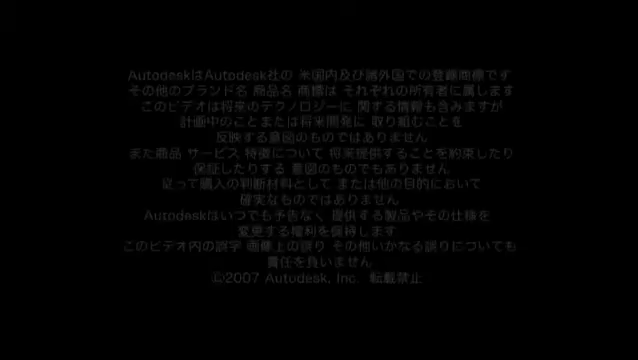 AutodeskはAutodesk社の 米国内及び諸外国での登録商標です
その他のブランド名 商品名 商標は それぞれの所有者に属します
このビデオは将来のテクノロジーに 関する情報も含みますが
計画中のことまたは将来開発に 取り組むことを
反映する意図のものではありません
また商品 サービス 特徴について 将来提供することを約束したり
保証したりする 意図のものでもありません
従って購入の判断材料として または他の目的において
確実なものではありません
Autodeskはいつでも予告なく 提供する製品やその仕様を
変更する権利を保持します
このビデオ内の誤字 画像上の誤り その他いかなる誤りについても
責任を負いません
©2007 Autodesk, Inc. 転載禁止